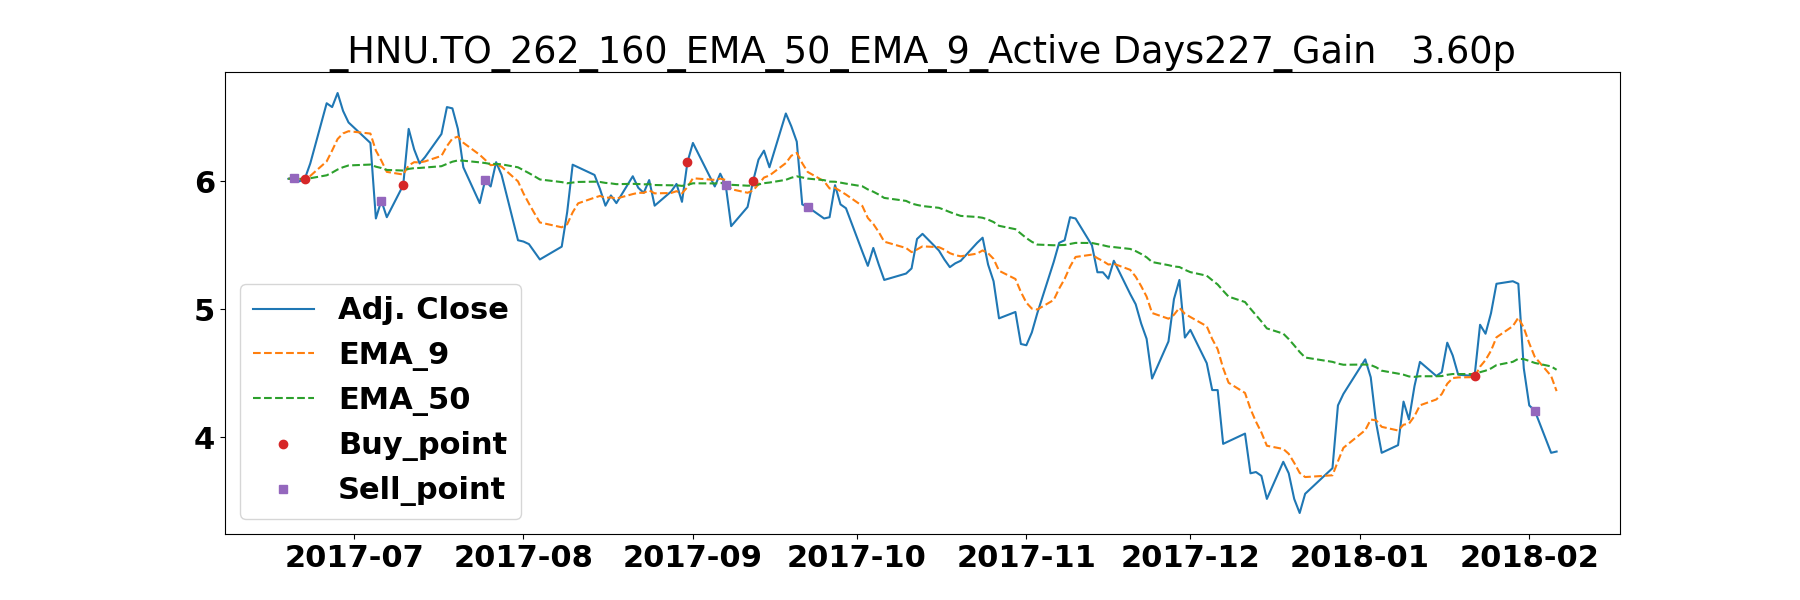 _HNU.TO_262_160_EMA_50_EMA_9_Active Days227_Gain   3.60p
6
5
4
Adj. Close
EMA_9
EMA_50
Buy_point
Sell_point
2017-07 2017-08 2017-09 2017-10 2017-11 2017-12 2018-01 2018-02